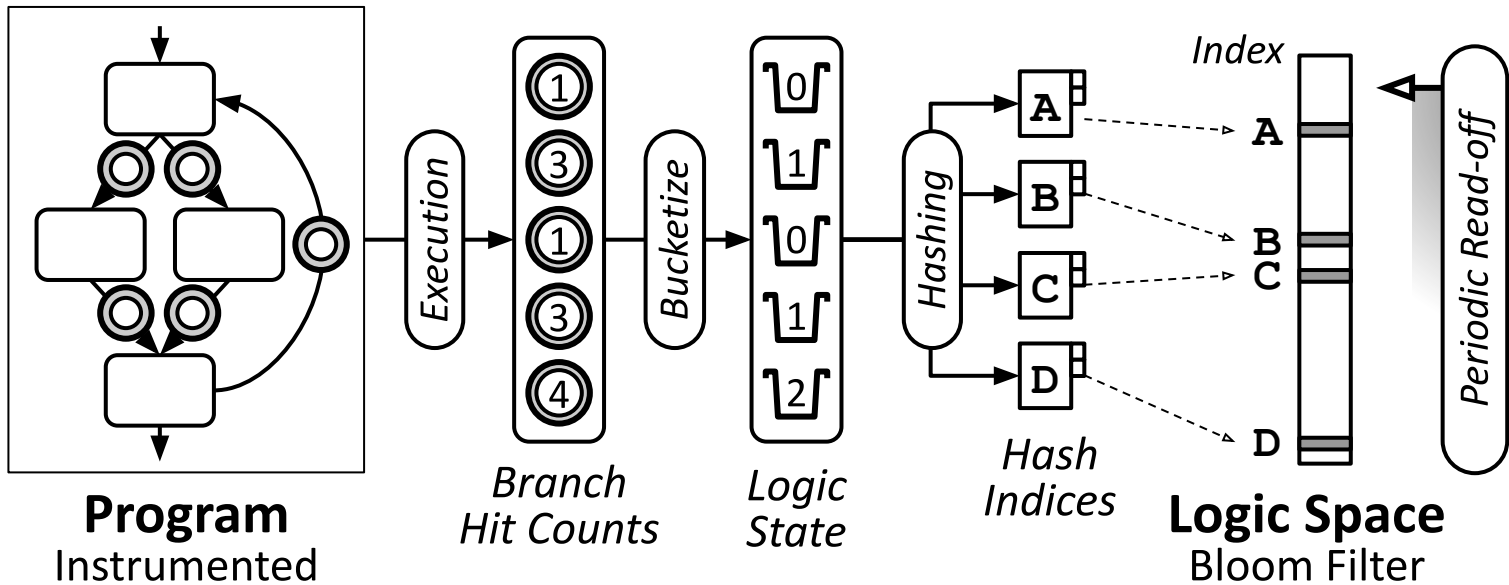 Program
Instrumented
Execution
1
3
1
3
4
Branch
Hit Counts
Bucketize
0
1
0
1
2
Logic
State
Hashing
A
B
C
D
Hash
Indices
Index
A
B
C
D
Logic Space
Bloom Filter
Periodic Read-off